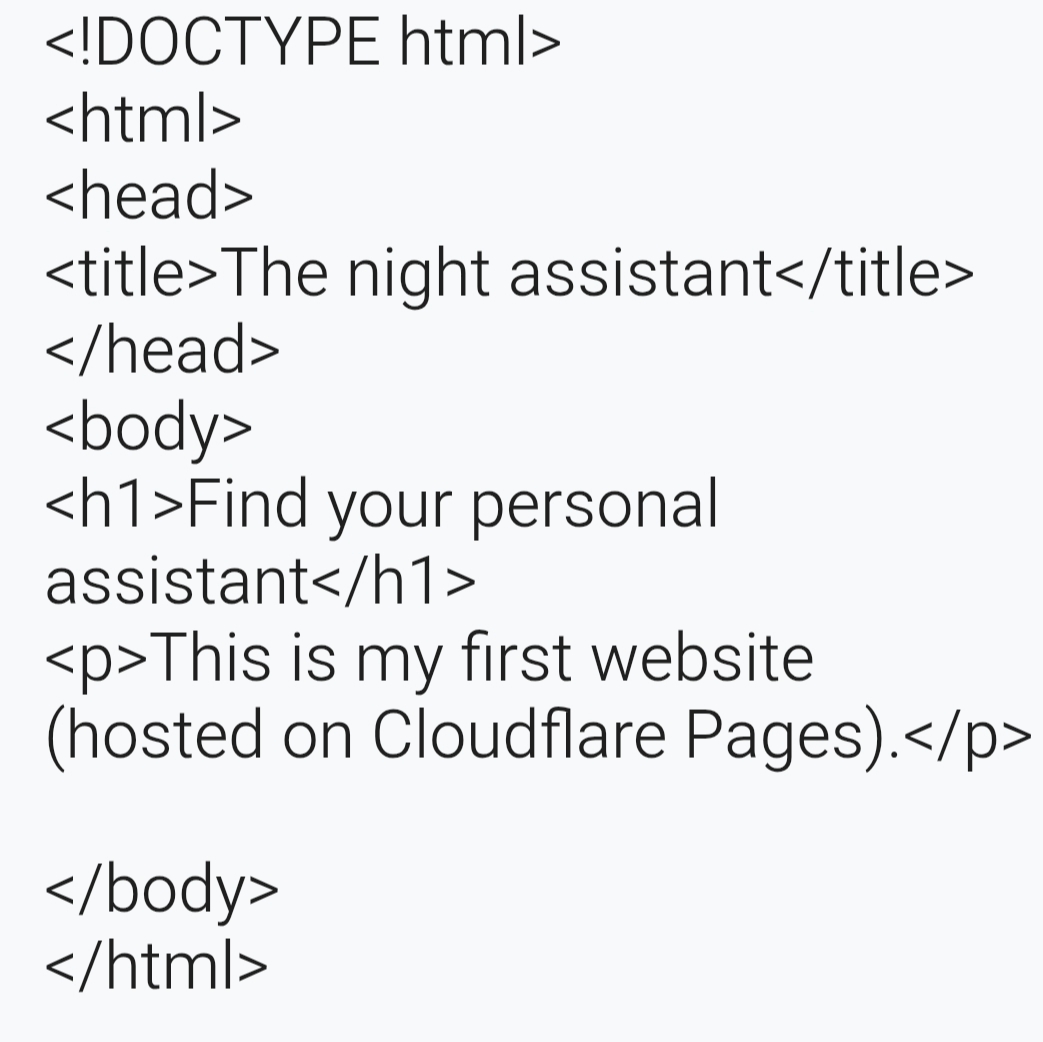 <!DOCTYPE html>
<html>
<head>
<title>The night assistant</title>
</head>
<body>
<h1>Find your personal
assistant</h1>
<p>This is my first website
(hosted on Cloudflare Pages).</p>
</body>
</html>